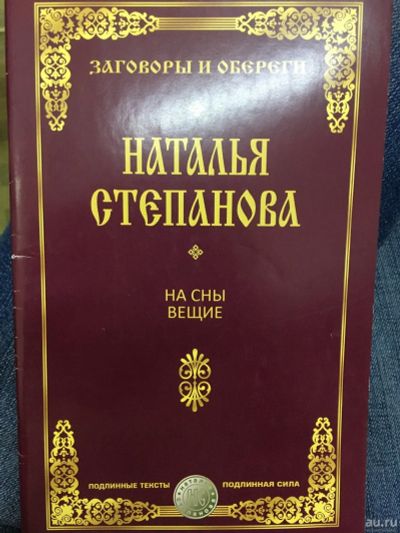 ЗАГОВОРЫ И ОБЕРЕГИ
НАТАЛЬЯ
СТЕПАНОВА
НА СНЫ
ВЕЩИЕ
ПОДЛИННЫЕ ТЕКСТЫ ПОДЛИННАЯ СИЛА
au.ru